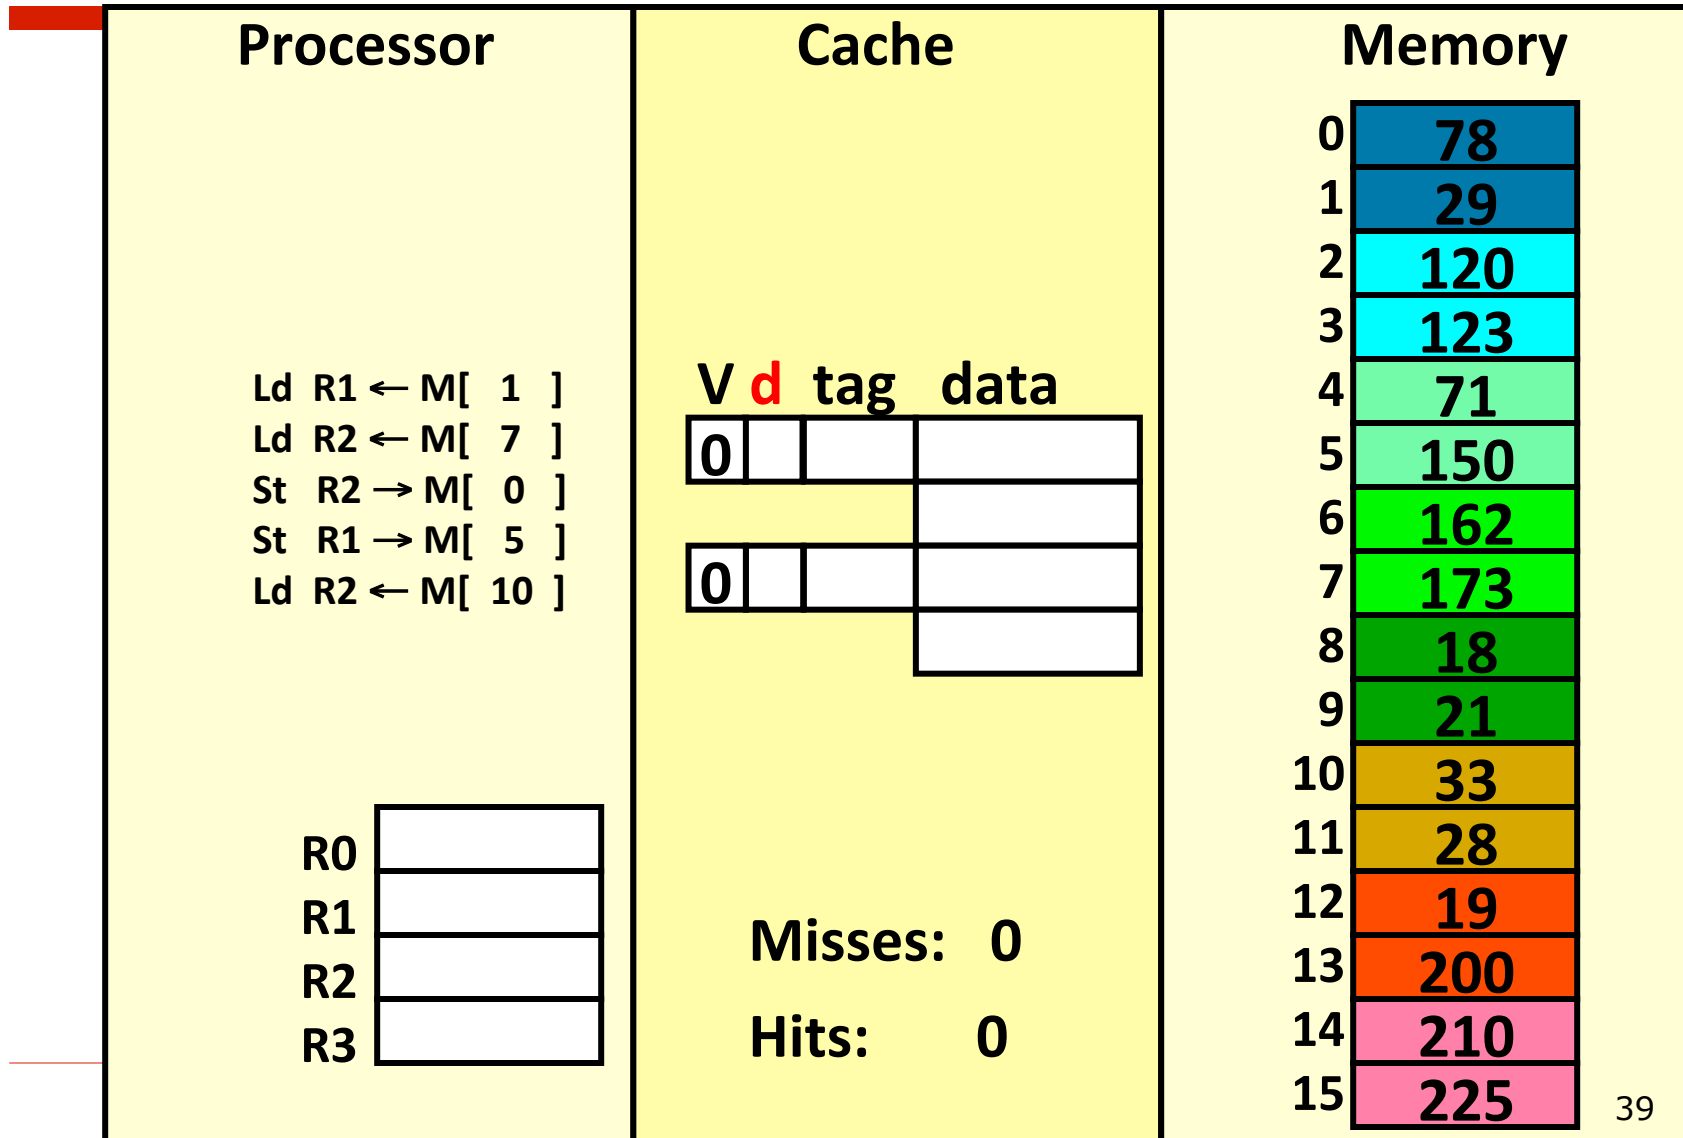 Processor
Ld R1 ← M[ 1 ]
Ld R2 ← M[ 7 ]
St R2 → M[ 0 ]
St R1 → M[ 5 ]
Ld R2 ← M[ 10 ]
R0
R1
R2
R3
Cache
V d tag data
0
0
Misses: 0
Hits: 0
Memory
0 78
1 29
2 120
3 123
4 71
5 150
6 162
7 173
8 18
9 21
10 33
11 28
12 19
13 200
14 210
15 225
39